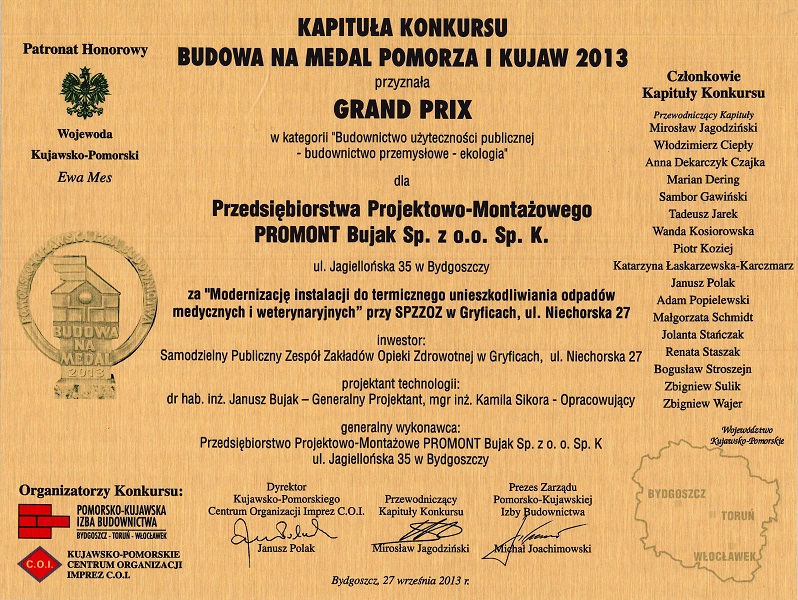 KAPITUŁA KONKURSU
BUDOWA NA MEDAL POMORZA I KUJAW 2013
przyznała
GRAND PRIX
w kategorii "Budownictwo użyteczności publicznej
- budownictwo przemysłowe - ekologia"
dla
Przedsiębiorstwa Projektowo-Montażowego
PROMONT Bujak Sp. z o.o. Sp. K.
ul. Jagiellońska 35 w Bydgoszczy
za "Modernizację instalacji do termicznego unieszkodliwiania odpadów
medycznych i weterynaryjnych” przy SPZZOZ w Gryficach, ul. Niechorska 27
inwestor:
Samodzielny Publiczny Zespół Zakładów Opieki Zdrowotnej w Gryficach, ul. Niechorska 27
projektant technologii:
dr hab. inż. Janusz Bujak – Generalny Projektant, mgr inż. Kamila Sikora - Opracowujący
generalny wykonawca:
Przedsiębiorstwo Projektowo-Montażowe PROMONT Bujak Sp. z o. o. Sp. K
ul. Jagiellońska 35 w Bydgoszczy
Patronat Honorowy
Wojewoda
Kujawsko-Pomorski
Ewa Mes
BUDOWA
NA
MEDAL
2013
Członkowie
Kapituły Konkursu
Przewodniczący Kapituły
Mirosław Jagodziński
Włodzimierz Ciepły
Anna Dekarczyk Czajka
Marian Dering
Sambor Gawiński
Tadeusz Jarek
Wanda Kosiorowska
Piotr Koziej
Katarzyna Łaskarzewska-Karczmarz
Janusz Polak
Adam Popielewski
Małgorzata Schmidt
Jolanta Stańczak
Renata Staszak
Bogusław Stroszejn
Zbigniew Sulik
Zbigniew Wajer
Województwo
Kujawsko-Pomorskie
BYDGOSZCZ
TORUŃ
WŁOCŁAWEK
Organizatorzy Konkursu:
POMORSKO-KUJAWSKA
IZBA BUDOWNICTWA
BYDGOSZCZ - TORUŃ - WŁOCŁAWEK
C.O.I.
KUJAWSKO-POMORSKIE
CENTRUM ORGANIZACJI
IMPREZ C.O.I.
Dyrektor
Kujawsko-Pomorskiego
Centrum Organizacji Imprez C.O.I.
Janusz Polak
Przewodniczący
Kapituły Konkursu
Mirosław Jagodziński
Prezes Zarządu
Pomorsko-Kujawskiej
Izby Budownictwa
Michał Joachimowski
Bydgoszcz, 27 września 2013 r.